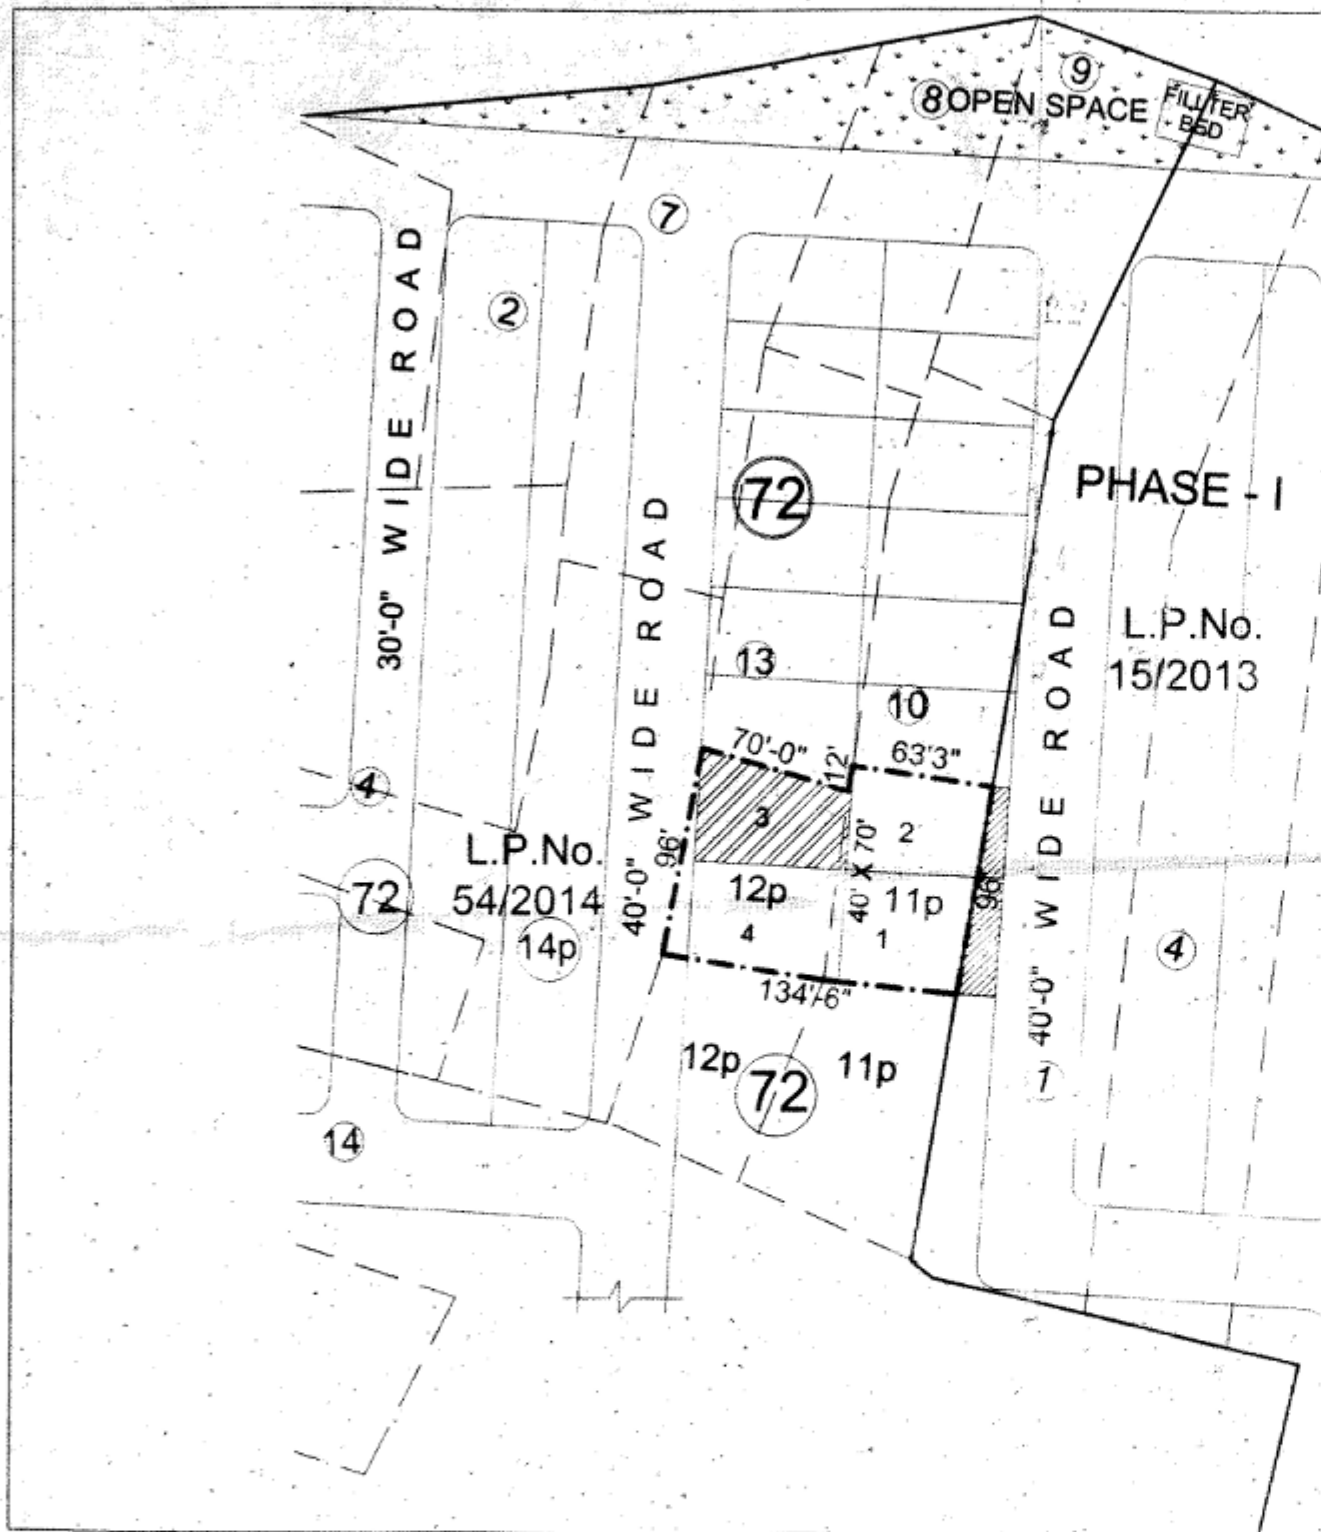 9
8 OPEN SPACE
FILLTER
BED
7
2
30'-0" WIDE ROAD
72
PHASE - I
L.P.No.
15/2013
40'-0" WIDE ROAD
13
10
70'-0"
12'
63'3"
4
3
2
96'
40' X 70'
L.P.No.
54/2014
72
14p
12p
11p
96'
4
1
40'-0" WIDE ROAD
4
134'-6"
12p
11p
72
1
14